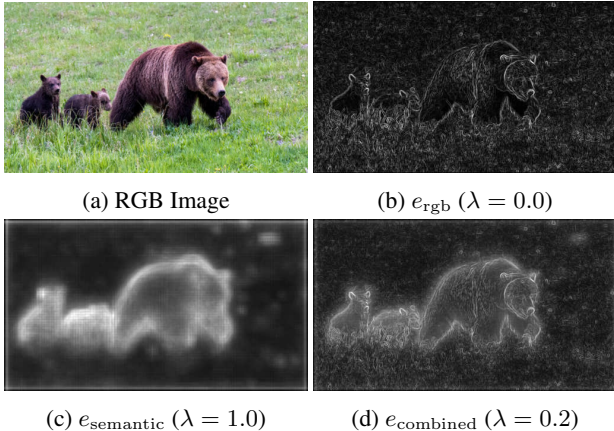 (a) RGB Image
(b) e_rgb (λ = 0.0)
(c) e_semantic (λ = 1.0)
(d) e_combined (λ = 0.2)